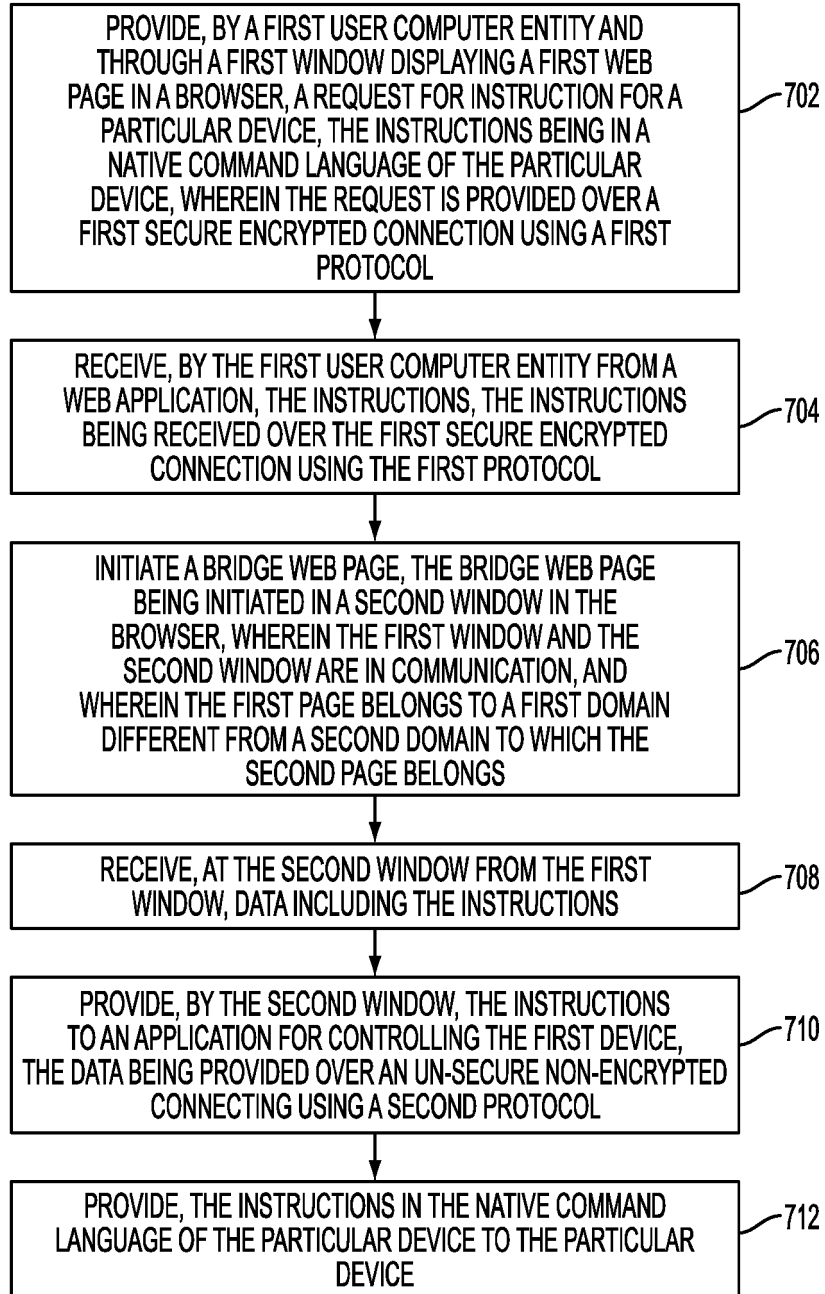 PROVIDE, BY A FIRST USER COMPUTER ENTITY AND
THROUGH A FIRST WINDOW DISPLAYING A FIRST WEB
PAGE IN A BROWSER, A REQUEST FOR INSTRUCTION FOR A
PARTICULAR DEVICE, THE INSTRUCTIONS BEING IN A
NATIVE COMMAND LANGUAGE OF THE PARTICULAR
DEVICE, WHEREIN THE REQUEST IS PROVIDED OVER A
FIRST SECURE ENCRYPTED CONNECTION USING A FIRST
PROTOCOL
702
RECEIVE, BY THE FIRST USER COMPUTER ENTITY FROM A
WEB APPLICATION, THE INSTRUCTIONS, THE INSTRUCTIONS
BEING RECEIVED OVER THE FIRST SECURE ENCRYPTED
CONNECTION USING THE FIRST PROTOCOL
704
INITIATE A BRIDGE WEB PAGE, THE BRIDGE WEB PAGE
BEING INITIATED IN A SECOND WINDOW IN THE
BROWSER, WHEREIN THE FIRST WINDOW AND THE
SECOND WINDOW ARE IN COMMUNICATION, AND
WHEREIN THE FIRST PAGE BELONGS TO A FIRST DOMAIN
DIFFERENT FROM A SECOND DOMAIN TO WHICH THE
SECOND PAGE BELONGS
706
RECEIVE, AT THE SECOND WINDOW FROM THE FIRST
WINDOW, DATA INCLUDING THE INSTRUCTIONS
708
PROVIDE, BY THE SECOND WINDOW, THE INSTRUCTIONS
TO AN APPLICATION FOR CONTROLLING THE FIRST DEVICE,
THE DATA BEING PROVIDED OVER AN UN-SECURE NON-ENCRYPTED
CONNECTING USING A SECOND PROTOCOL
710
PROVIDE, THE INSTRUCTIONS IN THE NATIVE COMMAND
LANGUAGE OF THE PARTICULAR DEVICE TO THE PARTICULAR
DEVICE
712